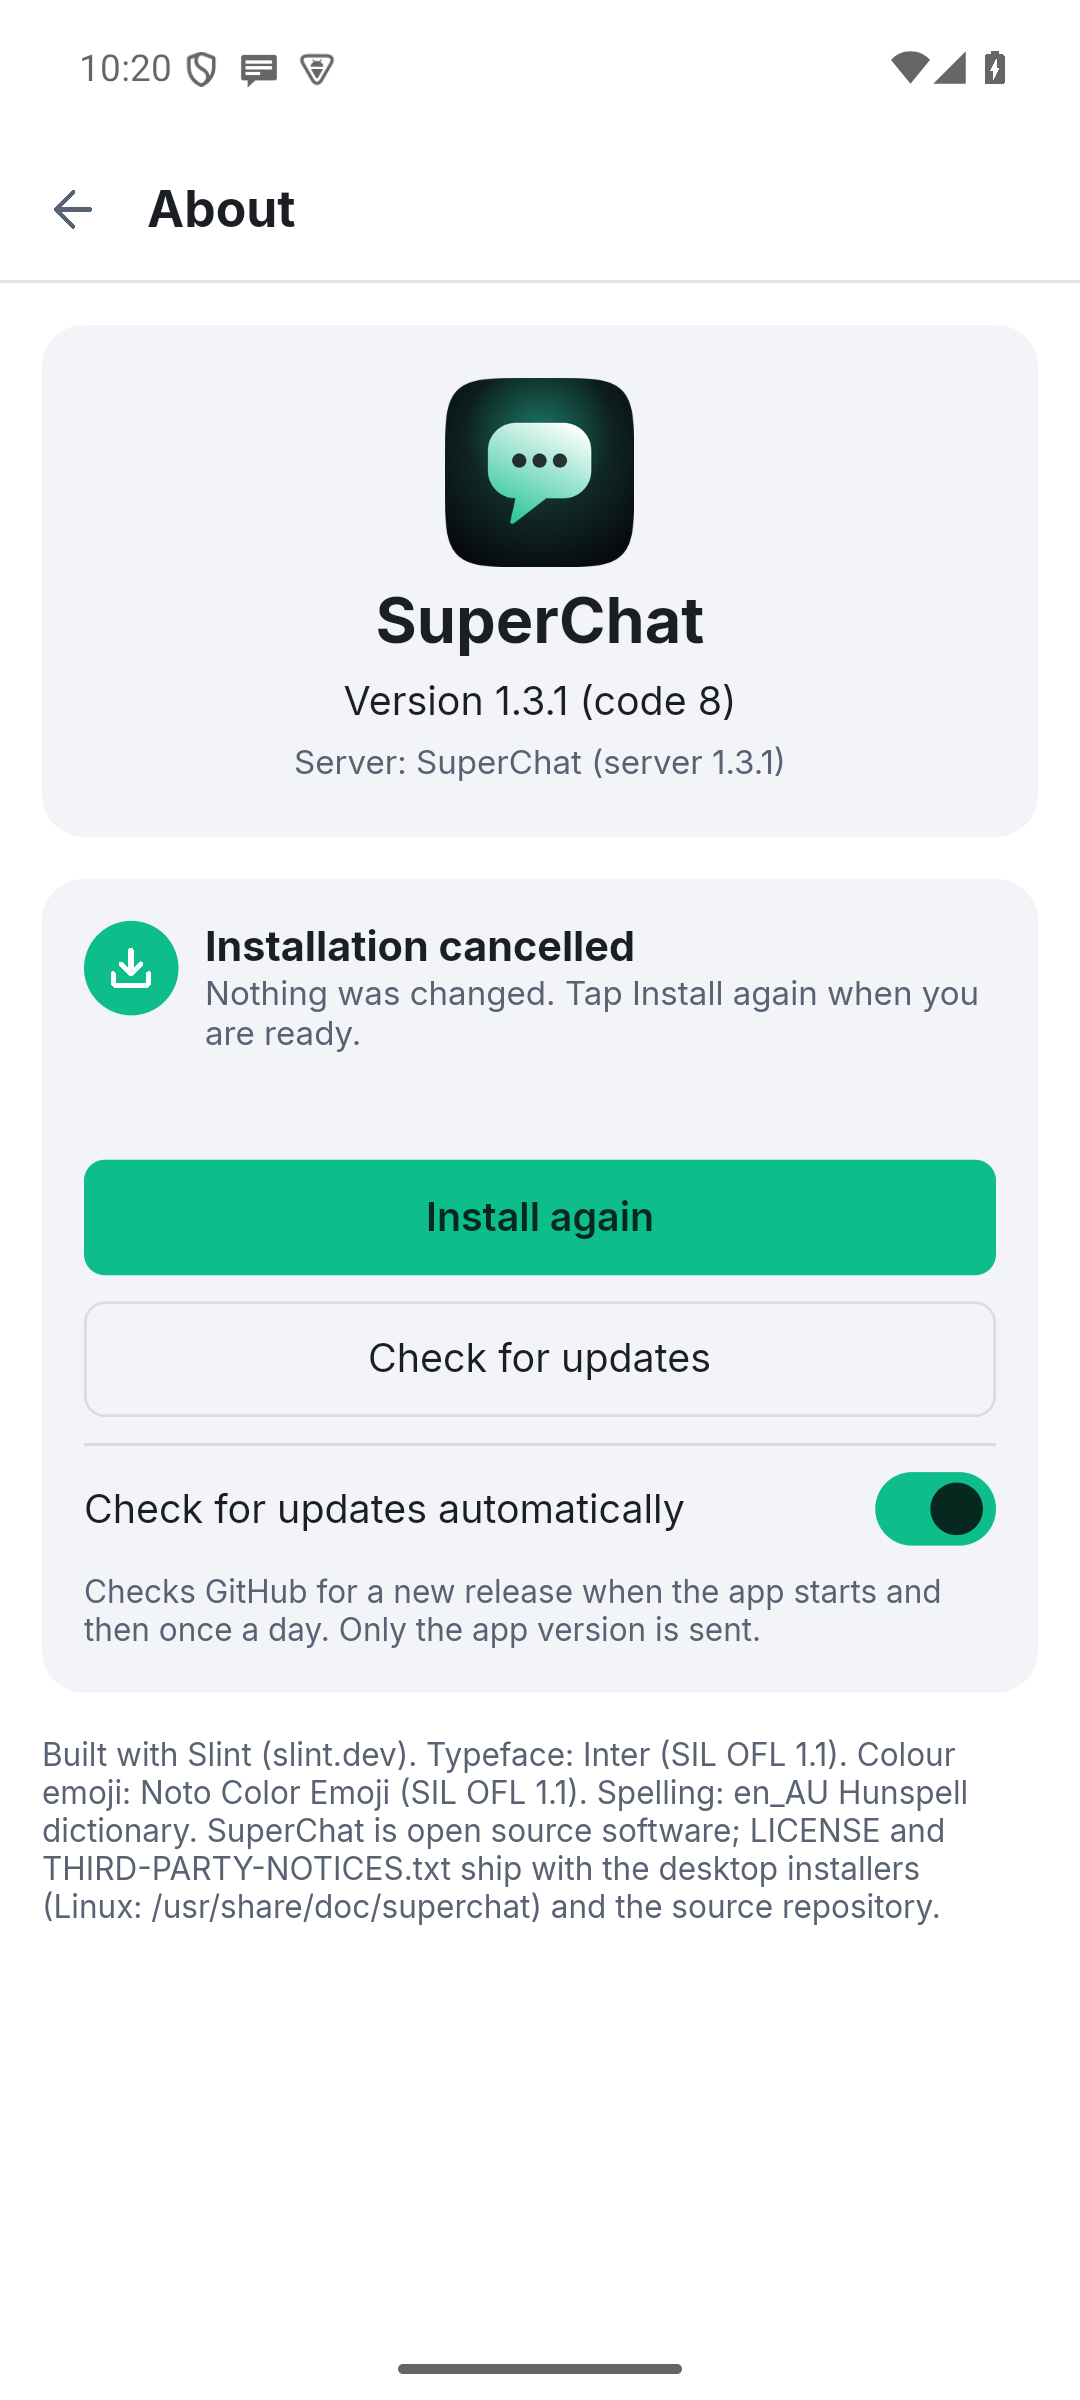 10:20
About
SuperChat
Version 1.3.1 (code 8)
Server: SuperChat (server 1.3.1)
Installation cancelled
Nothing was changed. Tap Install again when you
are ready.
Install again
Check for updates
Check for updates automatically
Checks GitHub for a new release when the app starts and
then once a day. Only the app version is sent.
Built with Slint (slint.dev). Typeface: Inter (SIL OFL 1.1). Colour
emoji: Noto Color Emoji (SIL OFL 1.1). Spelling: en_AU Hunspell
dictionary. SuperChat is open source software; LICENSE and
THIRD-PARTY-NOTICES.txt ship with the desktop installers
(Linux: /usr/share/doc/superchat) and the source repository.